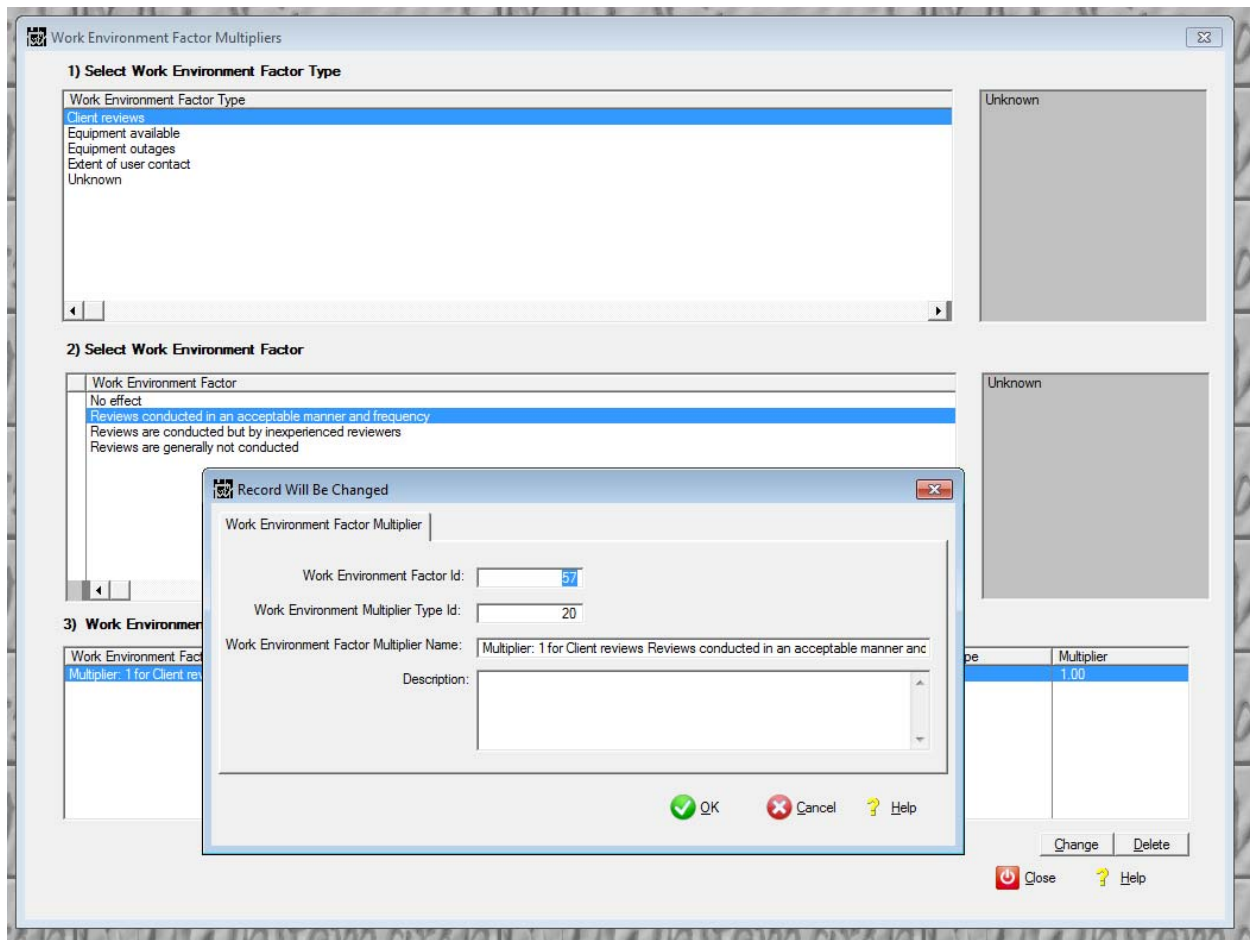 Work Environment Factor Multipliers
1) Select Work Environment Factor Type
Work Environment Factor Type
Client reviews
Equipment available
Equipment outages
Extent of user contact
Unknown
Unknown
2) Select Work Environment Factor
Work Environment Factor
No effect
Reviews conducted in an acceptable manner and frequency
Reviews are conducted but by inexperienced reviewers
Reviews are generally not conducted
Unknown
Record Will Be Changed
Work Environment Factor Multiplier
Work Environment Factor Id: 57
Work Environment Multiplier Type Id: 20
Work Environment Factor Multiplier Name: Multiplier: 1 for Client reviews Reviews conducted in an acceptable manner and
Description:
OK Cancel Help
3) Work Environmen
Work Environment Fact pe Multiplier
Multiplier: 1 for Client rev 1.00
Change Delete
Close Help